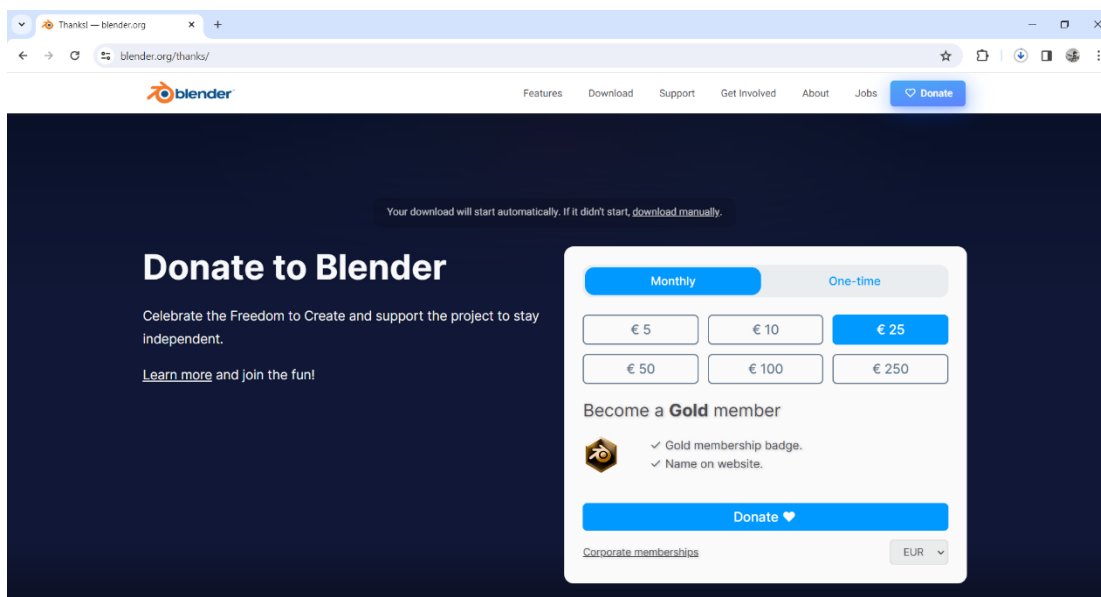 Thanks! — blender.org
blender.org/thanks/
blender
Features Download Support Get Involved About Jobs Donate
Your download will start automatically. If it didn't start, download manually.
Donate to Blender
Celebrate the Freedom to Create and support the project to stay
independent.
Learn more and join the fun!
Monthly One-time
€ 5 € 10 € 25
€ 50 € 100 € 250
Become a Gold member
Gold membership badge.
Name on website.
Donate
Corporate memberships EUR